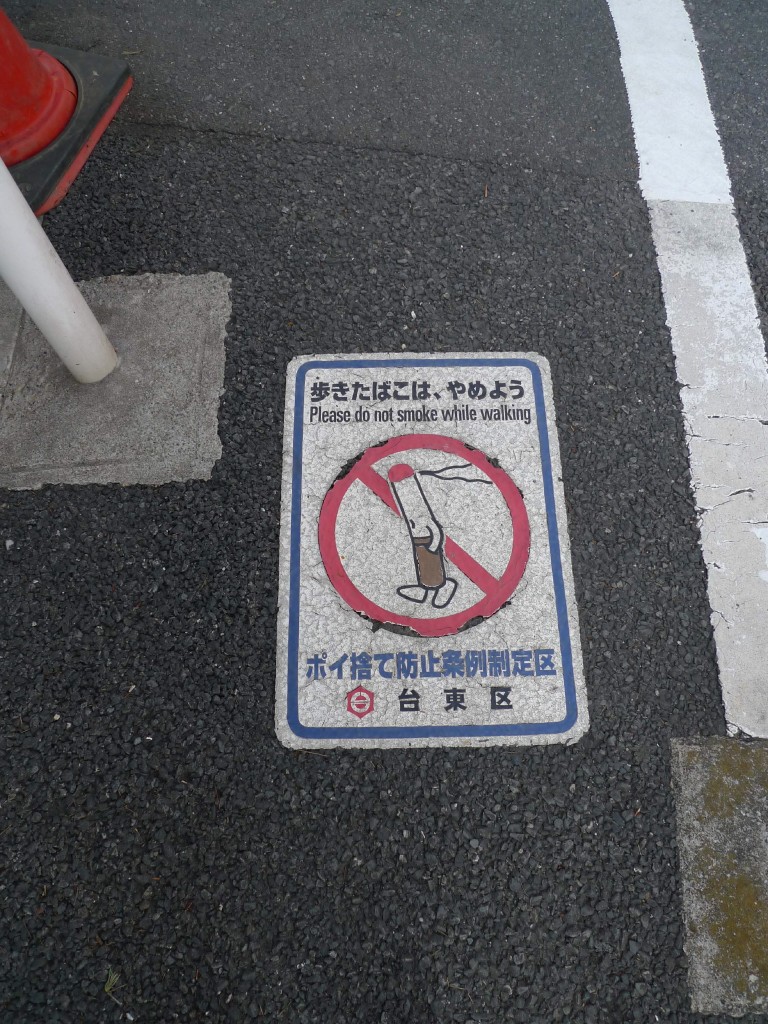 歩きたばこは、やめよう
Please do not smoke while walking
ポイ捨て防止条例制定区
台東区